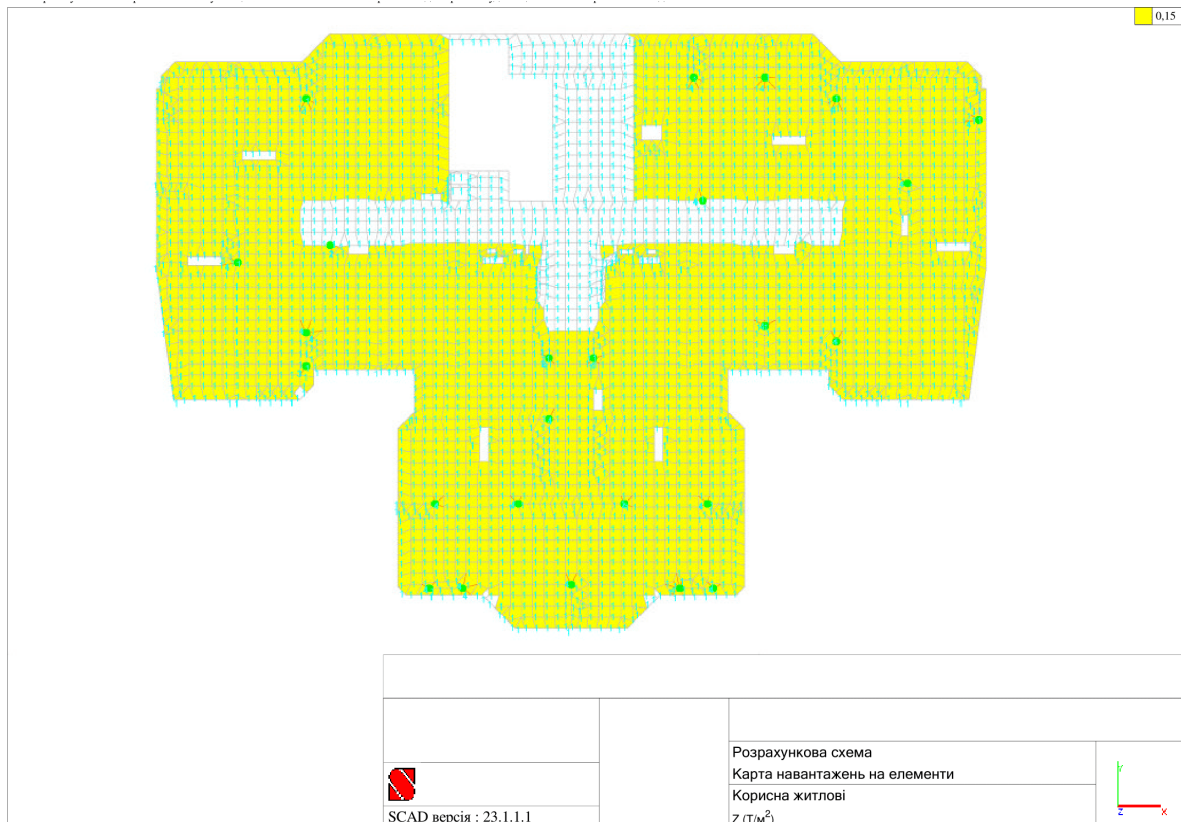 0,15
Розрахункова схема
Карта навантажень на елементи
Корисна житлові
SCAD версія : 23.1.1.1
Z (Т/м²)
Y
Z
X